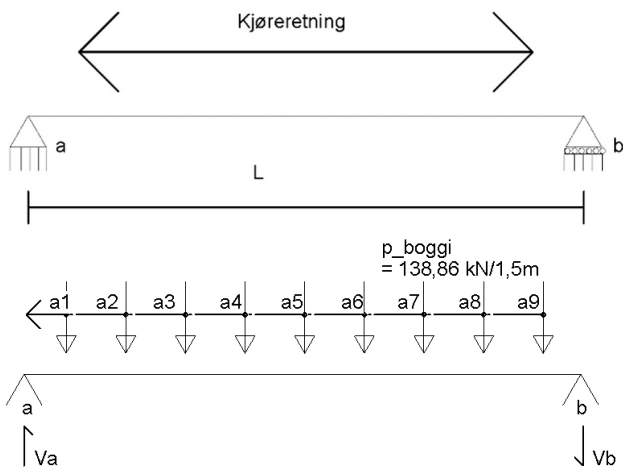 Kjøreretning
a
b
L
p_boggi
= 138,86 kN/1,5m
a1 a2 a3 a4 a5 a6 a7 a8 a9
a
b
Va
Vb